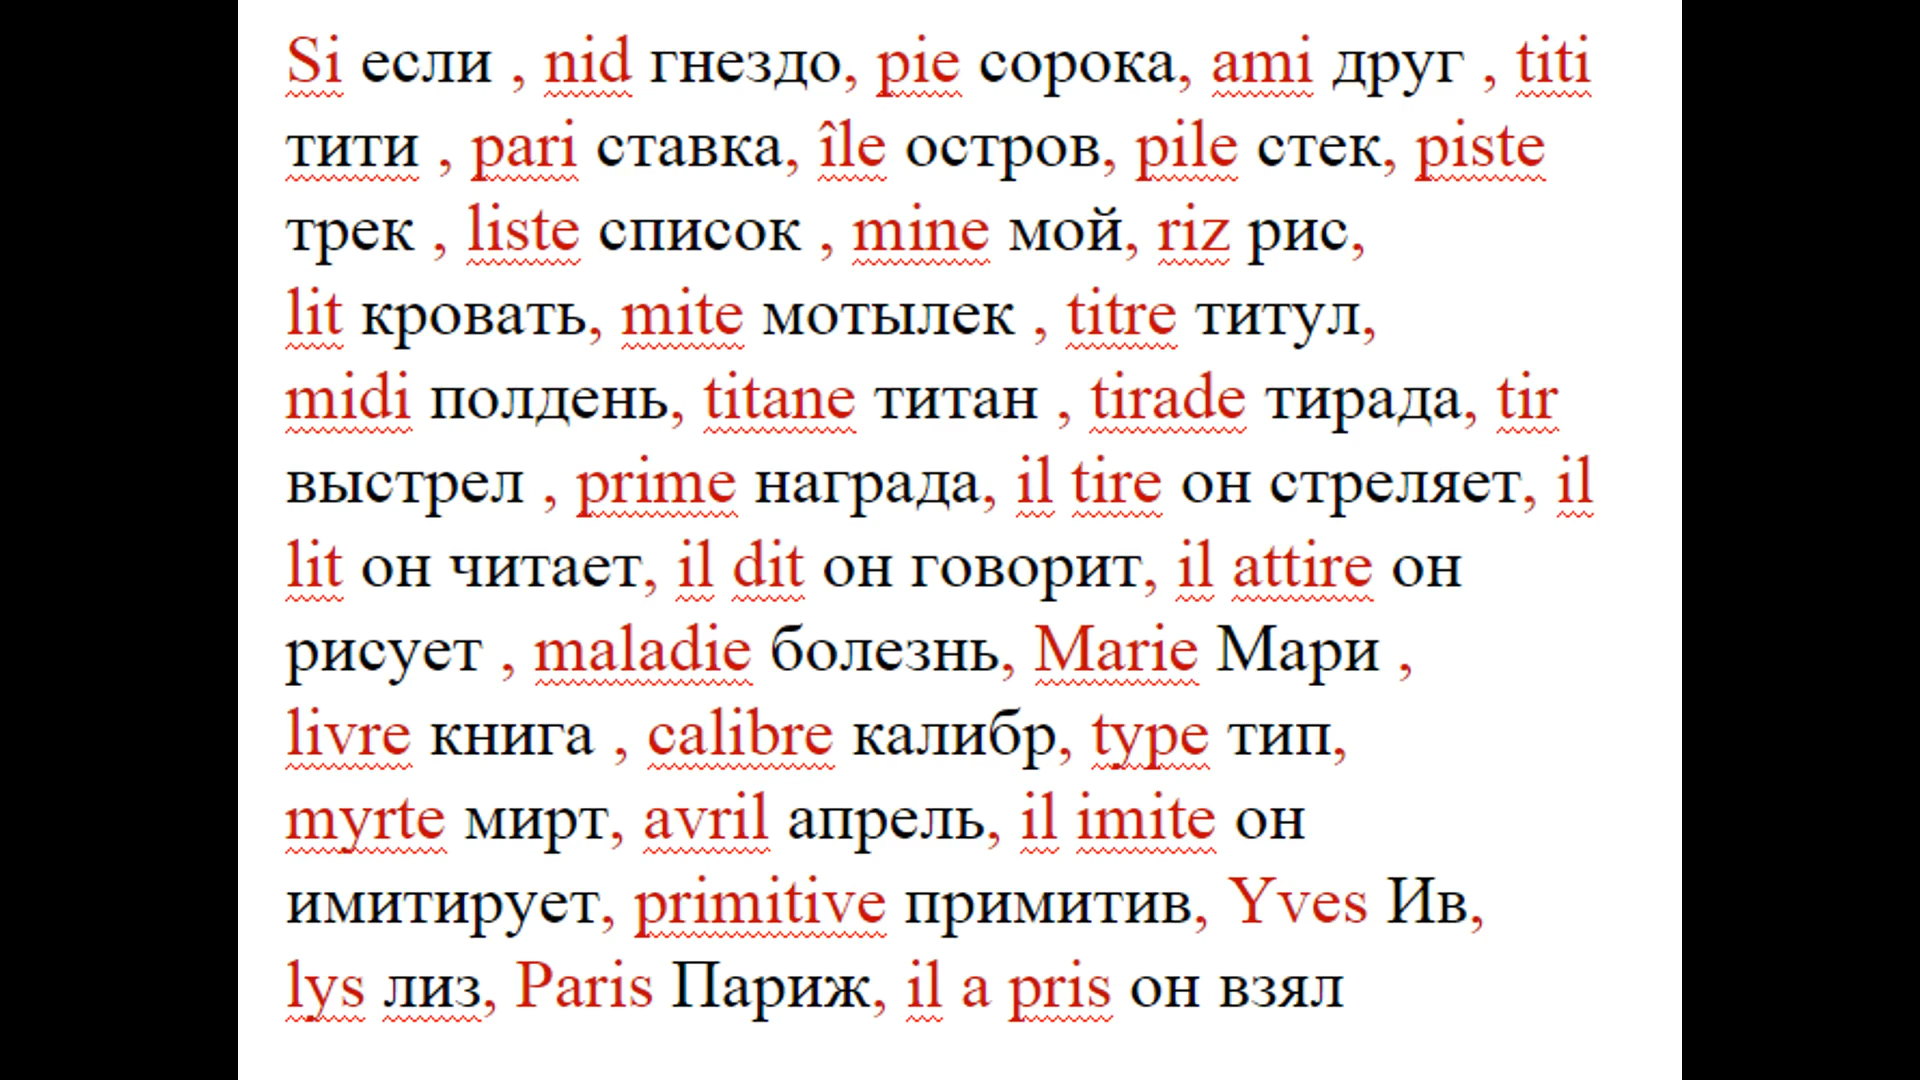 Si если , nid гнездо, pie сорока, ami друг , titi
тити , pari ставка, île остров, pile стек, piste
трек , liste список , mine мой, riz рис,
lit кровать, mite мотылек , titre титул,
midi полдень, titane титан , tirade тирада, tir
выстрел , prime награда, il tire он стреляет, il
lit он читает, il dit он говорит, il attire он
рисует , maladie болезнь, Marie Мари ,
livre книга , calibre калибр, type тип,
myrte мирт, avril апрель, il imite он
имитирует, primitive примитив, Yves Ив,
lys лиз, Paris Париж, il a pris он взял